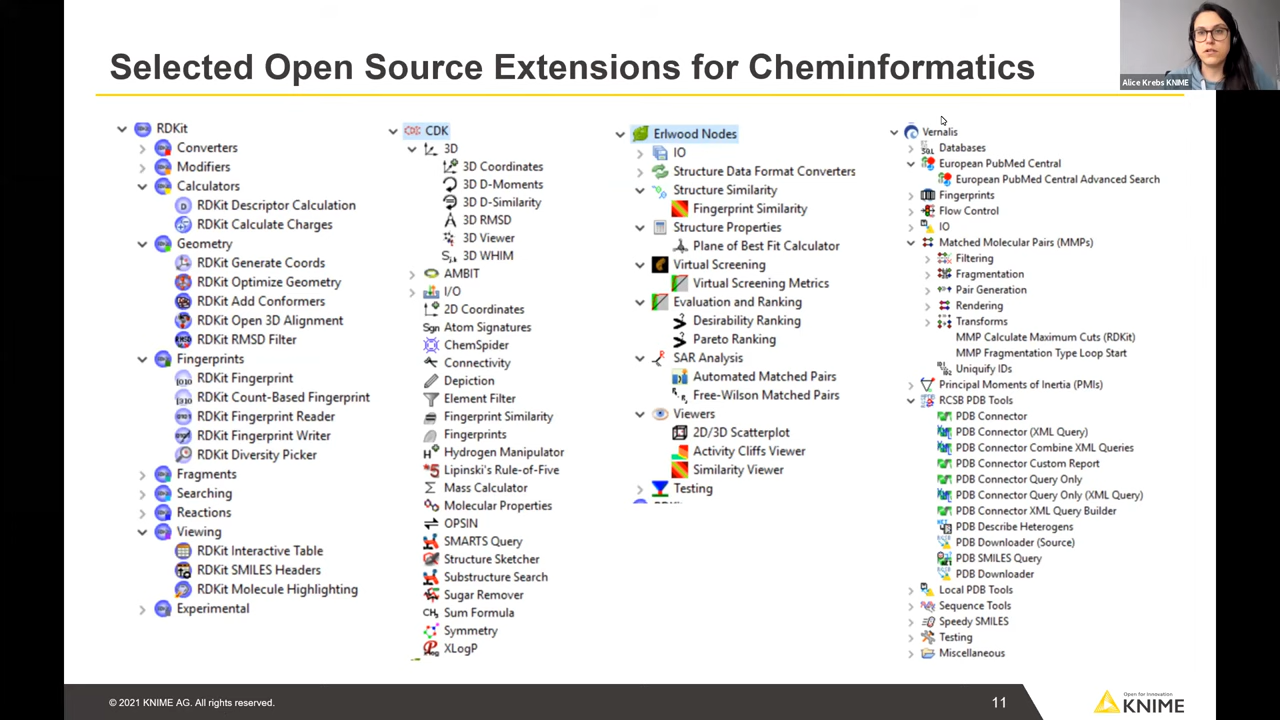 Selected Open Source Extensions for Cheminformatics
Alice Krebs KNIME
RDKit
Converters
Modifiers
Calculators
RDKit Descriptor Calculation
RDKit Calculate Charges
Geometry
RDKit Generate Coords
RDKit Optimize Geometry
RDKit Add Conformers
RDKit Open 3D Alignment
RDKit RMSD Filter
Fingerprints
RDKit Fingerprint
RDKit Count-Based Fingerprint
RDKit Fingerprint Reader
RDKit Fingerprint Writer
RDKit Diversity Picker
Fragments
Searching
Reactions
Viewing
RDKit Interactive Table
RDKit SMILES Headers
RDKit Molecule Highlighting
Experimental
CDK
3D
3D Coordinates
3D D-Moments
3D D-Similarity
3D RMSD
3D Viewer
3D WHIM
AMBIT
I/O
2D Coordinates
Atom Signatures
ChemSpider
Connectivity
Depiction
Element Filter
Fingerprint Similarity
Fingerprints
Hydrogen Manipulator
Lipinski's Rule-of-Five
Mass Calculator
Molecular Properties
OPSIN
SMARTS Query
Structure Sketcher
Substructure Search
Sugar Remover
Sum Formula
Symmetry
XLogP
Erlwood Nodes
IO
Structure Data Format Converters
Structure Similarity
Fingerprint Similarity
Structure Properties
Plane of Best Fit Calculator
Virtual Screening
Virtual Screening Metrics
Evaluation and Ranking
Desirability Ranking
Pareto Ranking
SAR Analysis
Automated Matched Pairs
Free-Wilson Matched Pairs
Viewers
2D/3D Scatterplot
Activity Cliffs Viewer
Similarity Viewer
Testing
Vernalis
Databases
European PubMed Central
European PubMed Central Advanced Search
Fingerprints
Flow Control
IO
Matched Molecular Pairs (MMPs)
Filtering
Fragmentation
Pair Generation
Rendering
Transforms
MMP Calculate Maximum Cuts (RDKit)
MMP Fragmentation Type Loop Start
Uniquify IDs
Principal Moments of Inertia (PMIs)
RCSB PDB Tools
PDB Connector
PDB Connector (XML Query)
PDB Connector Combine XML Queries
PDB Connector Custom Report
PDB Connector Query Only
PDB Connector Query Only (XML Query)
PDB Connector XML Query Builder
PDB Describe Heterogens
PDB Downloader (Source)
PDB SMILES Query
PDB Downloader
Local PDB Tools
Sequence Tools
Speedy SMILES
Testing
Miscellaneous
© 2021 KNIME AG. All rights reserved.
11
Open for Innovation
KNIME